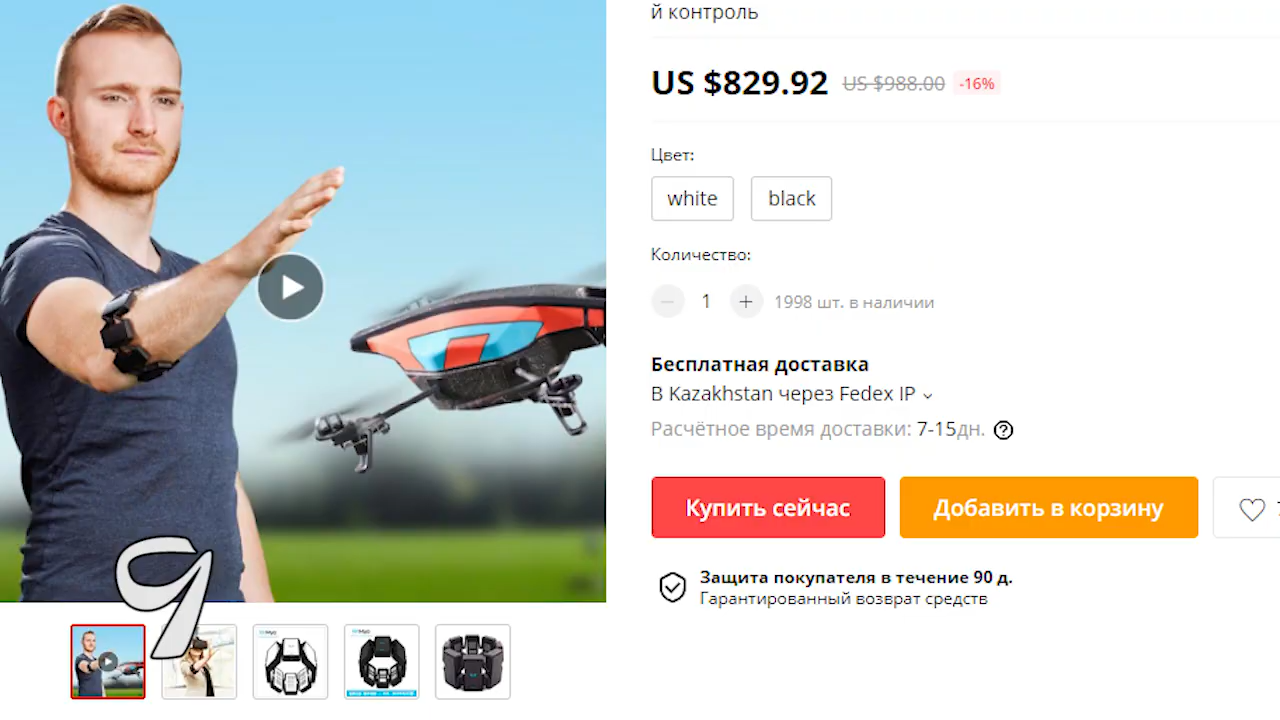 й контроль
US $829.92 US $988.00 -16%
Цвет:
white black
Количество:
1 1998 шт. в наличии
Бесплатная доставка
В Kazakhstan через Fedex IP
Расчётное время доставки: 7-15дн.
Купить сейчас Добавить в корзину
Защита покупателя в течение 90 д.
Гарантированный возврат средств
9